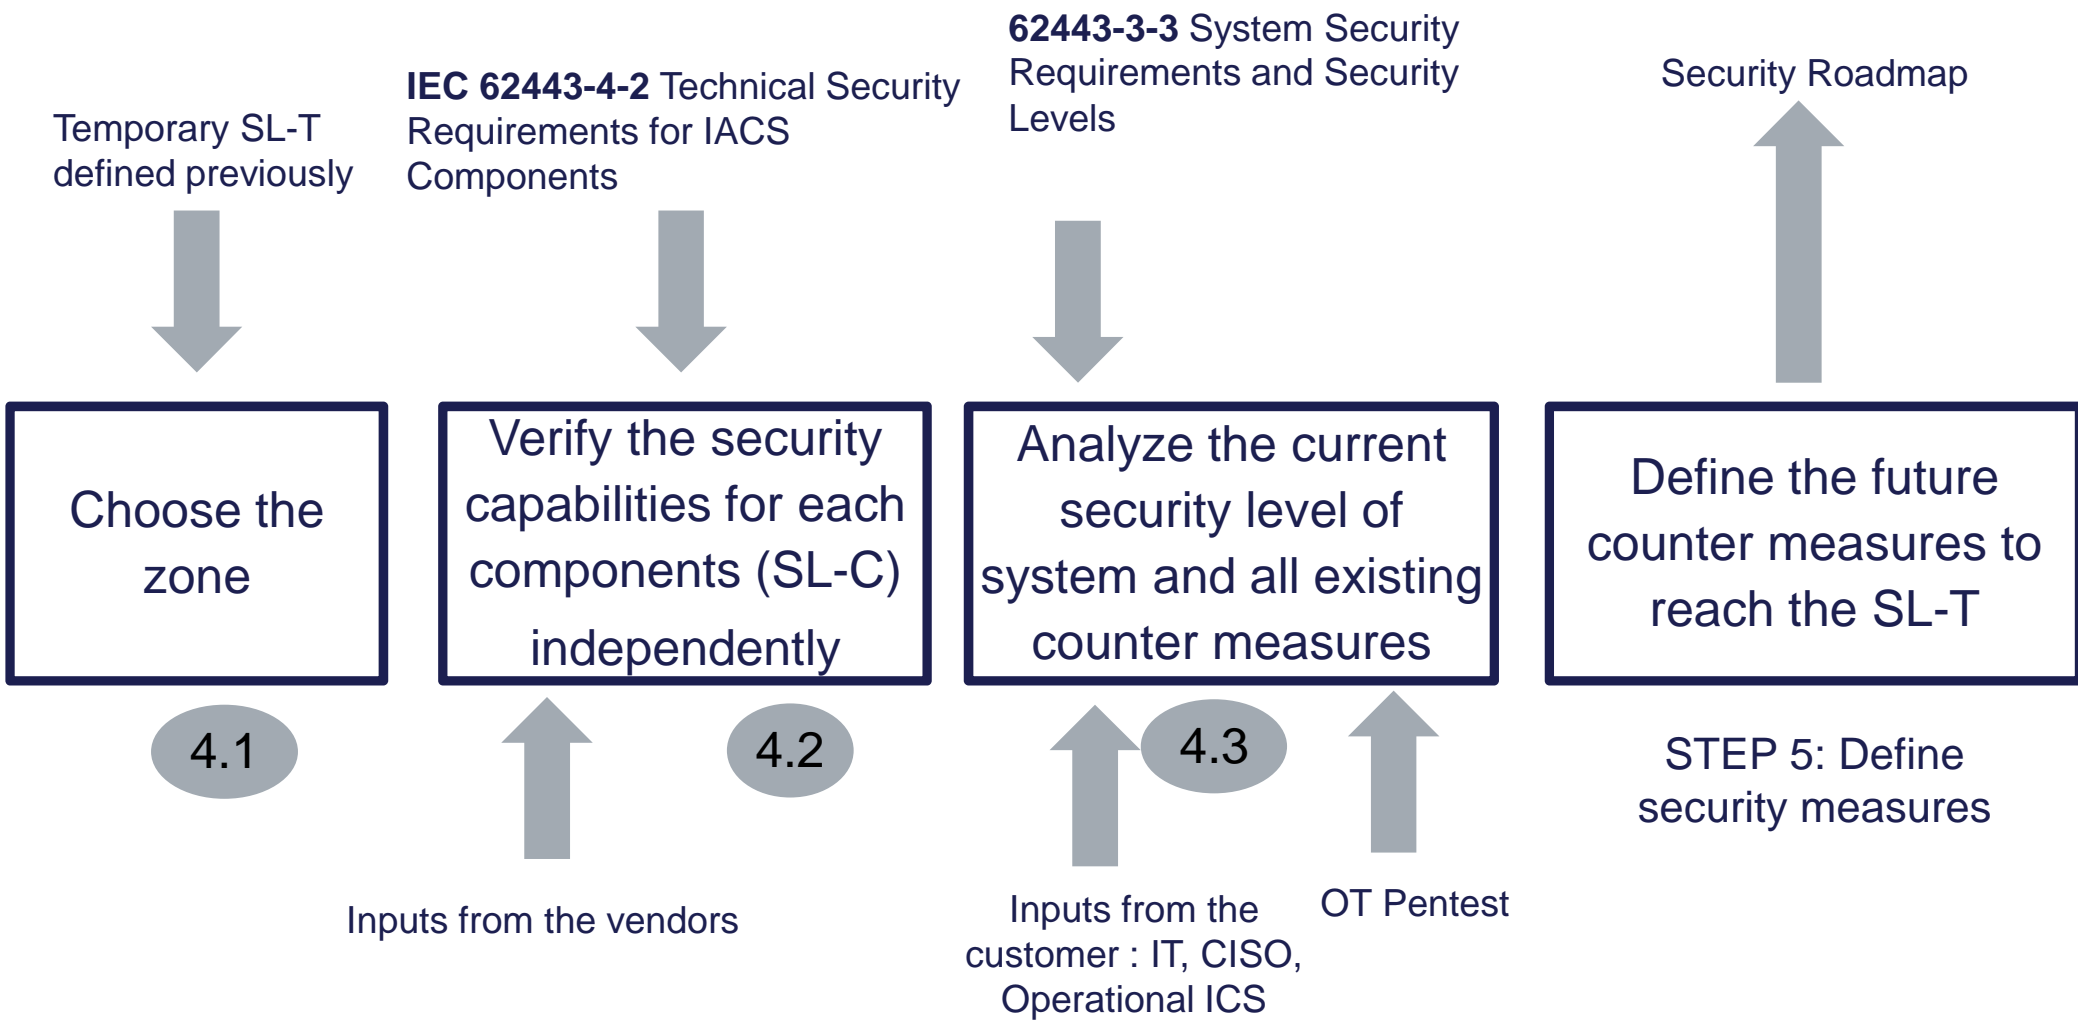 Temporary SL-T
defined previously
IEC 62443-4-2 Technical Security
Requirements for IACS
Components
62443-3-3 System Security
Requirements and Security
Levels
Security Roadmap
Choose the
zone
Verify the security
capabilities for each
components (SL-C)
independently
Analyze the current
security level of
system and all existing
counter measures
Define the future
counter measures to
reach the SL-T
4.1
4.2
4.3
STEP 5: Define
security measures
Inputs from the vendors
Inputs from the
customer : IT, CISO,
Operational ICS
OT Pentest